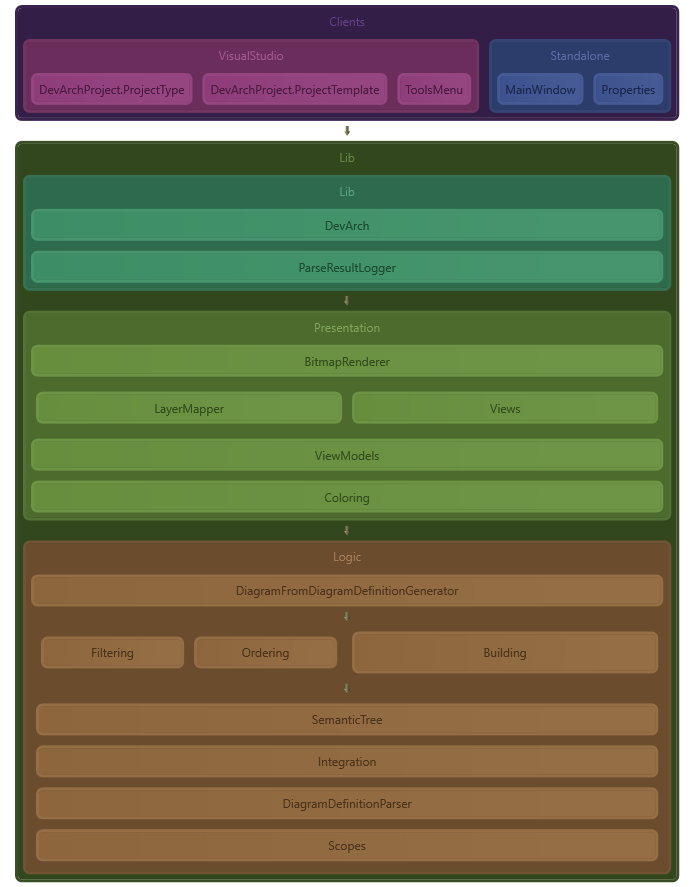 Clients
VisualStudio
Standalone
DevArchProject.ProjectType
DevArchProject.ProjectTemplate
ToolsMenu
MainWindow
Properties
Lib
Lib
DevArch
ParseResultLogger
Presentation
BitmapRenderer
LayerMapper
Views
ViewModels
Coloring
Logic
DiagramFromDiagramDefinitionGenerator
Filtering
Ordering
Building
SemanticTree
Integration
DiagramDefinitionParser
Scopes